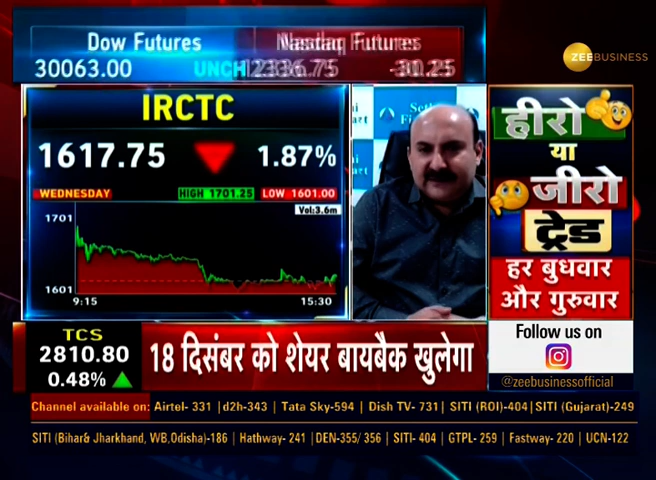 Dow Futures
Nasdaq Futures
30063.00
UNCH
-30.25
ZEEBUSINESS
IRCTC
1617.75
1.87%
WEDNESDAY
HIGH 1701.25
LOW 1601.00
Vol:3.6m
1701
1601
9:15
15:30
हीरो
या
जीरो
ट्रेड
हर बुधवार
और गुरुवार
TCS
2810.80
0.48%
18 दिसंबर को शेयर बायबैक खुलेगा
Follow us on
@zeebusinessofficial
Channel available on: Airtel- 331 |d2h-343 | Tata Sky-594 | Dish TV- 731| SITI (ROI)-404|SITI (Gujarat)-249
SITI (Bihar& Jharkhand, WB,Odisha)-186 | Hathway- 241 |DEN-355/ 356 | SITI- 404 | GTPL- 259 | Fastway- 220 | UCN-122